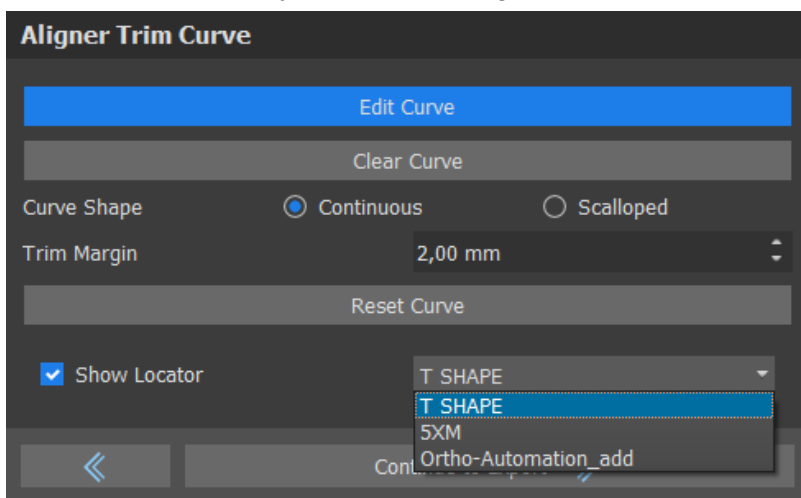 Aligner Trim Curve
Edit Curve
Clear Curve
Curve Shape Continuous Scalloped
Trim Margin 2,00 mm
Reset Curve
Show Locator T SHAPE
T SHAPE
5XM
Ortho-Automation_add